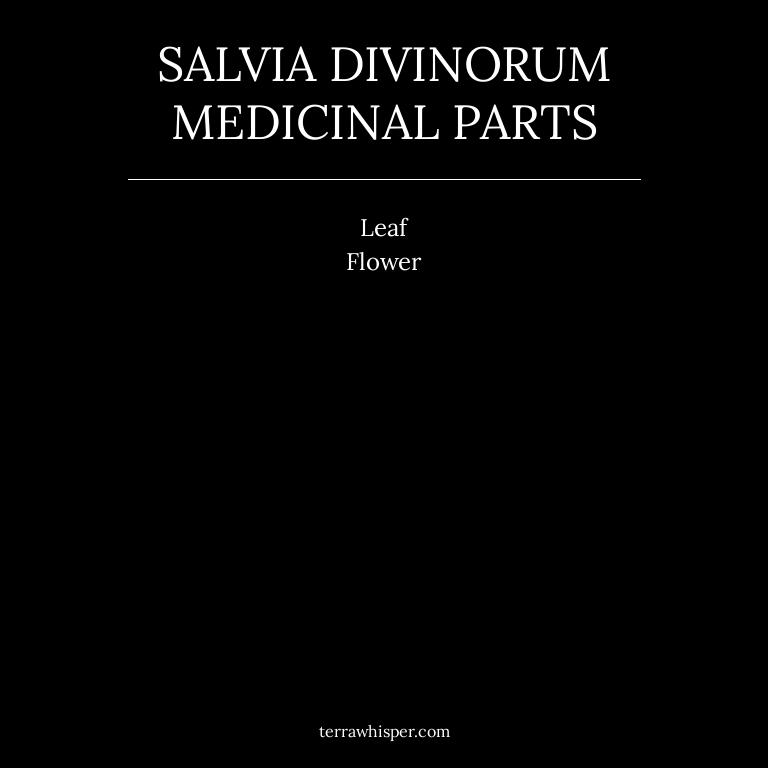 SALVIA DIVINORUM
MEDICINAL PARTS
Leaf
Flower
terrawhisper.com